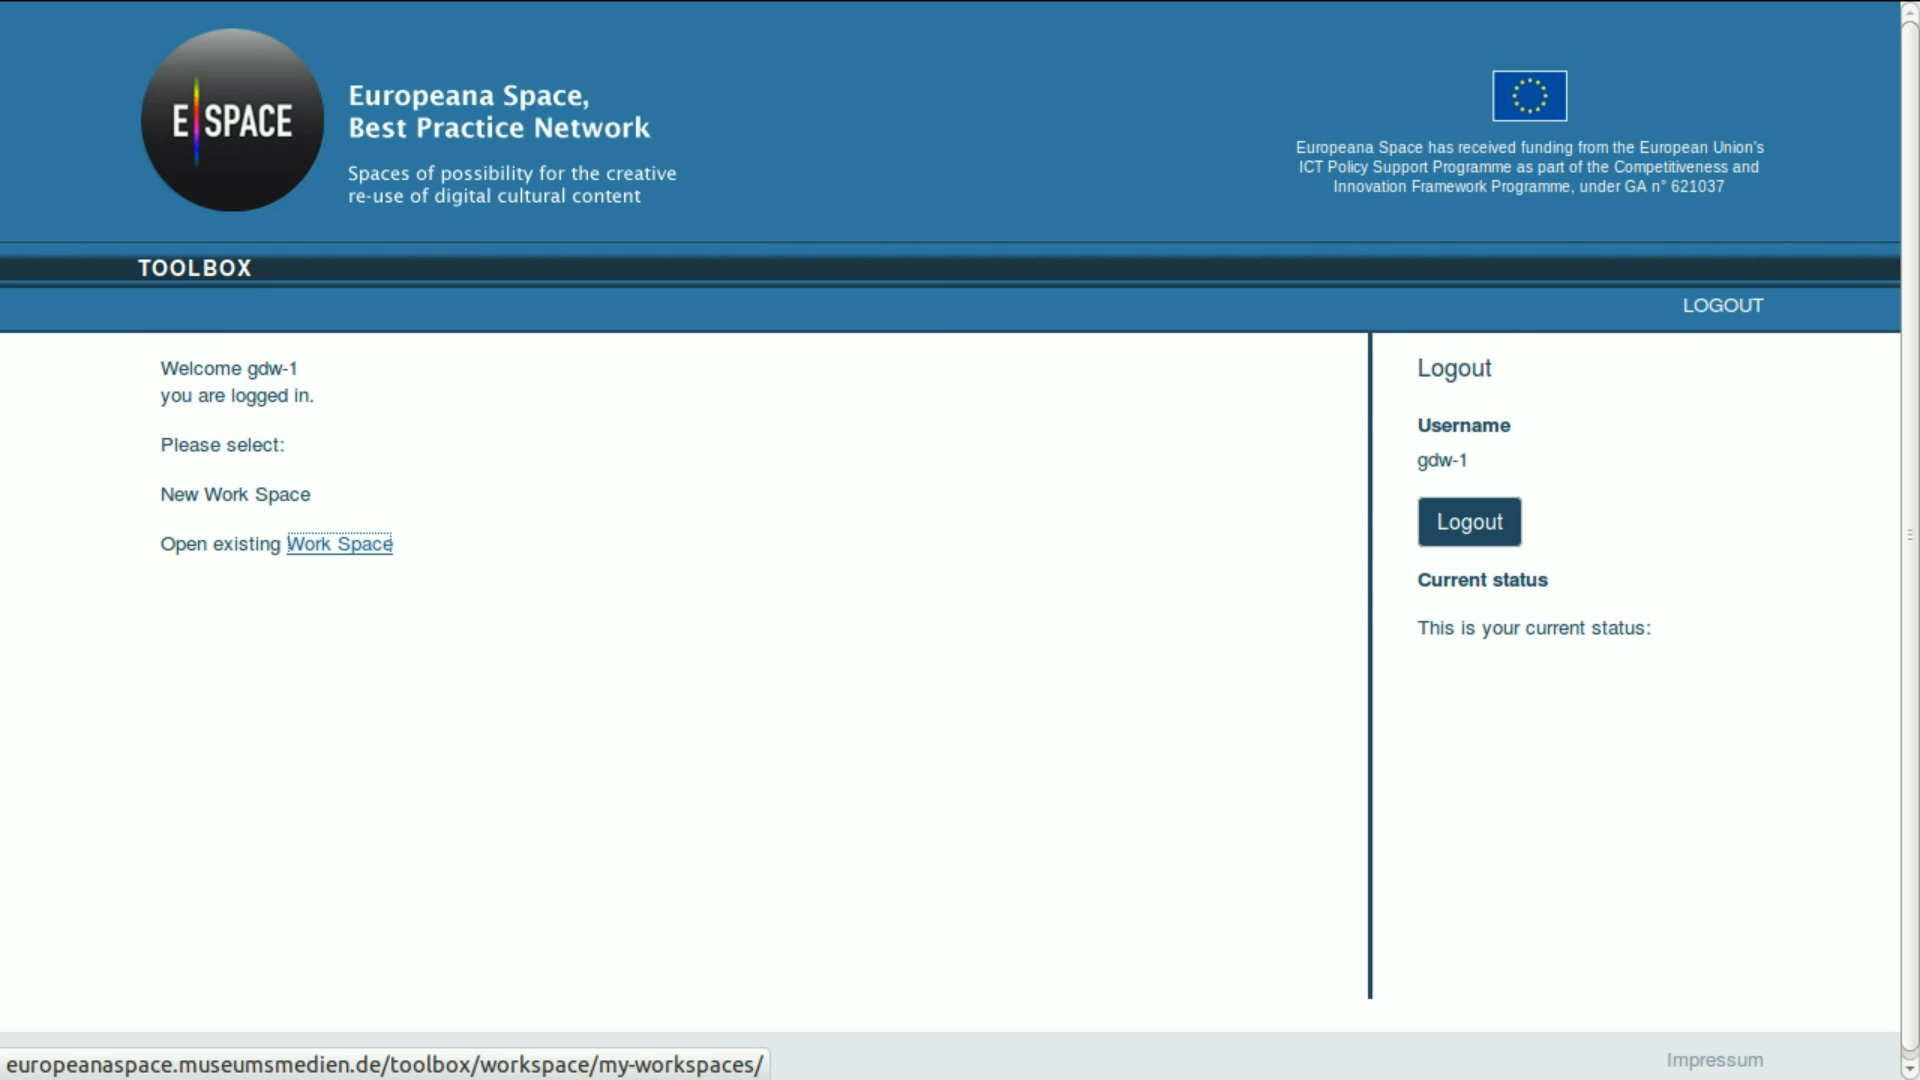 E SPACE
Europeana Space,
Best Practice Network
Spaces of possibility for the creative
re-use of digital cultural content
Europeana Space has received funding from the European Union's
ICT Policy Support Programme as part of the Competitiveness and
Innovation Framework Programme, under GA n° 621037
TOOLBOX
LOGOUT
Welcome gdw-1
you are logged in.
Please select:
New Work Space
Open existing Work Space
Logout
Username
gdw-1
Logout
Current status
This is your current status:
europeanaspace.museumsmedien.de/toolbox/workspace/my-workspaces/
Impressum